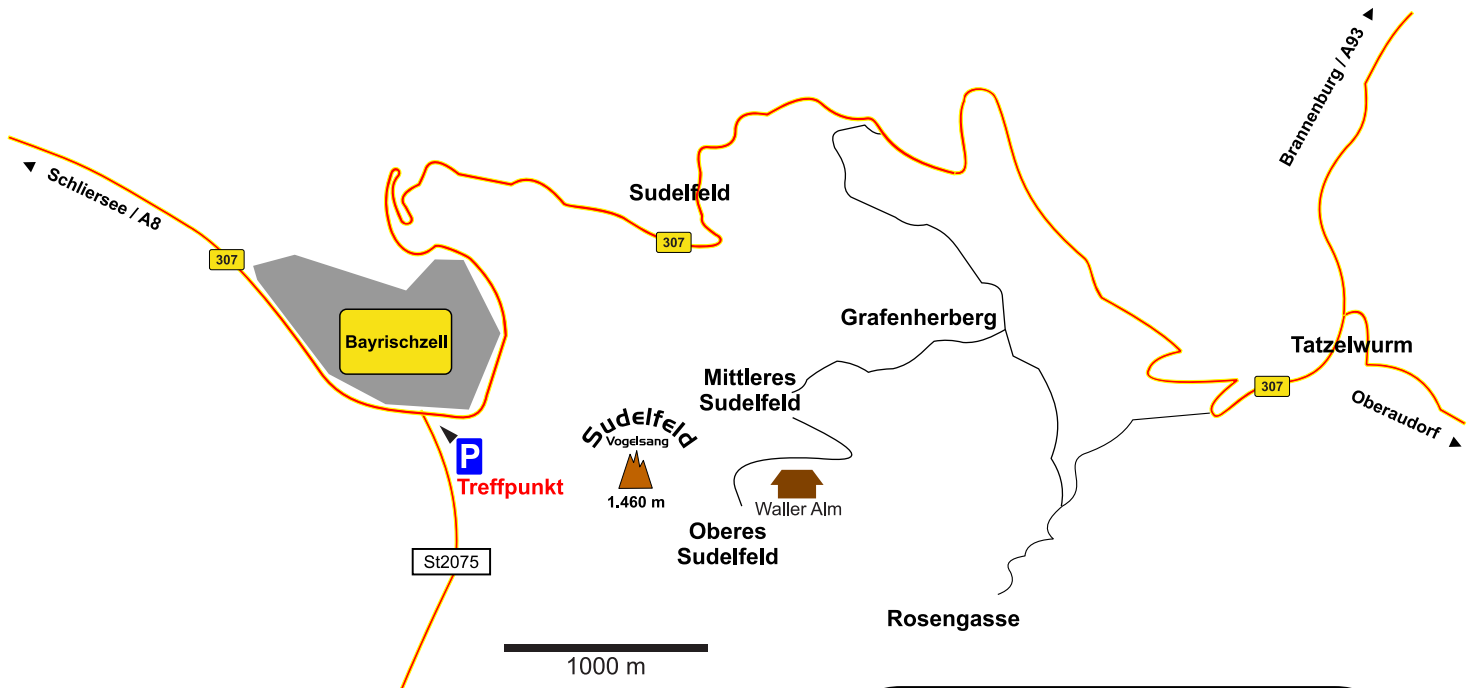 Brannenburg / A93
Schliersee / A8
Sudelfeld
307
307
Grafenherberg
Bayrischzell
Tatzelwurm
Mittleres
Sudelfeld
307
Oberaudorf
Sudelfeld
Vogelsang
P
Treffpunkt
1.460 m
Waller Alm
Oberes
Sudelfeld
St2075
Rosengasse
1000 m